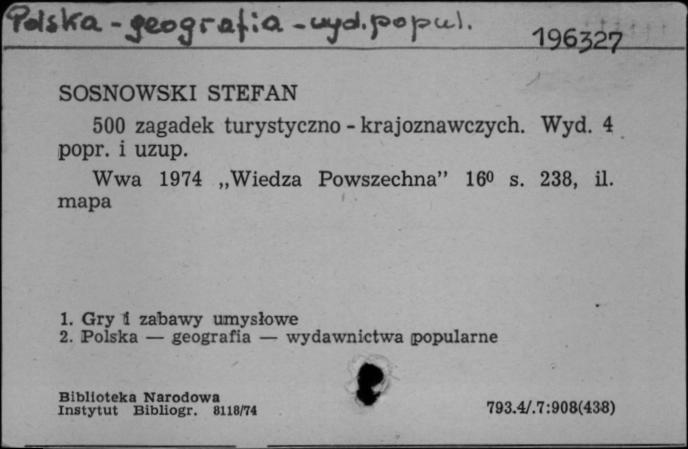 Polska - geografia - wyd. popul.
196327
SOSNOWSKI STEFAN
500 zagadek turystyczno - krajoznawczych. Wyd. 4
popr. i uzup.
Wwa 1974 „Wiedza Powszechna” 16⁰ s. 238, il.
mapa
1. Gry i zabawy umysłowe
2. Polska — geografia — wydawnictwa popularne
Biblioteka Narodowa
Instytut Bibliogr. 8118/74
793.4/.7:908(438)